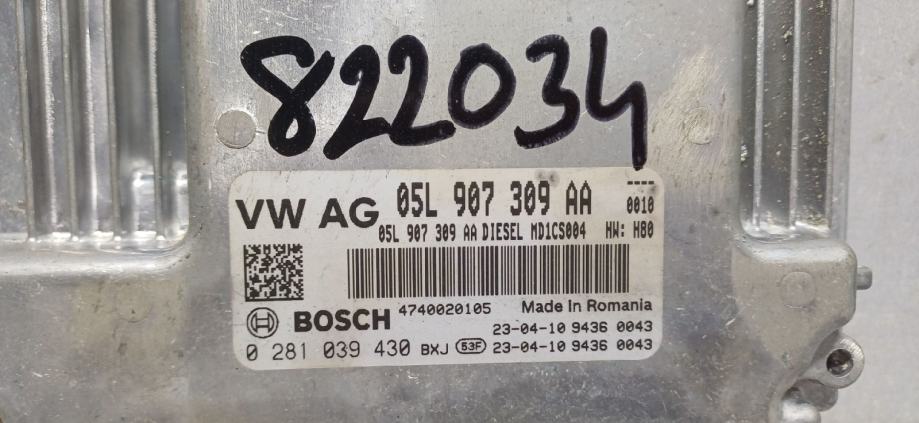 822034
VW AG 05L 907 309 AA ----
0010
05L 907 309 AA DIESEL MD1CS004 HW: H80
4740020105 Made in Romania
BOSCH 23-04-10 9436 0043
0 281 039 430 BXJ 53F 23-04-10 9436 0043